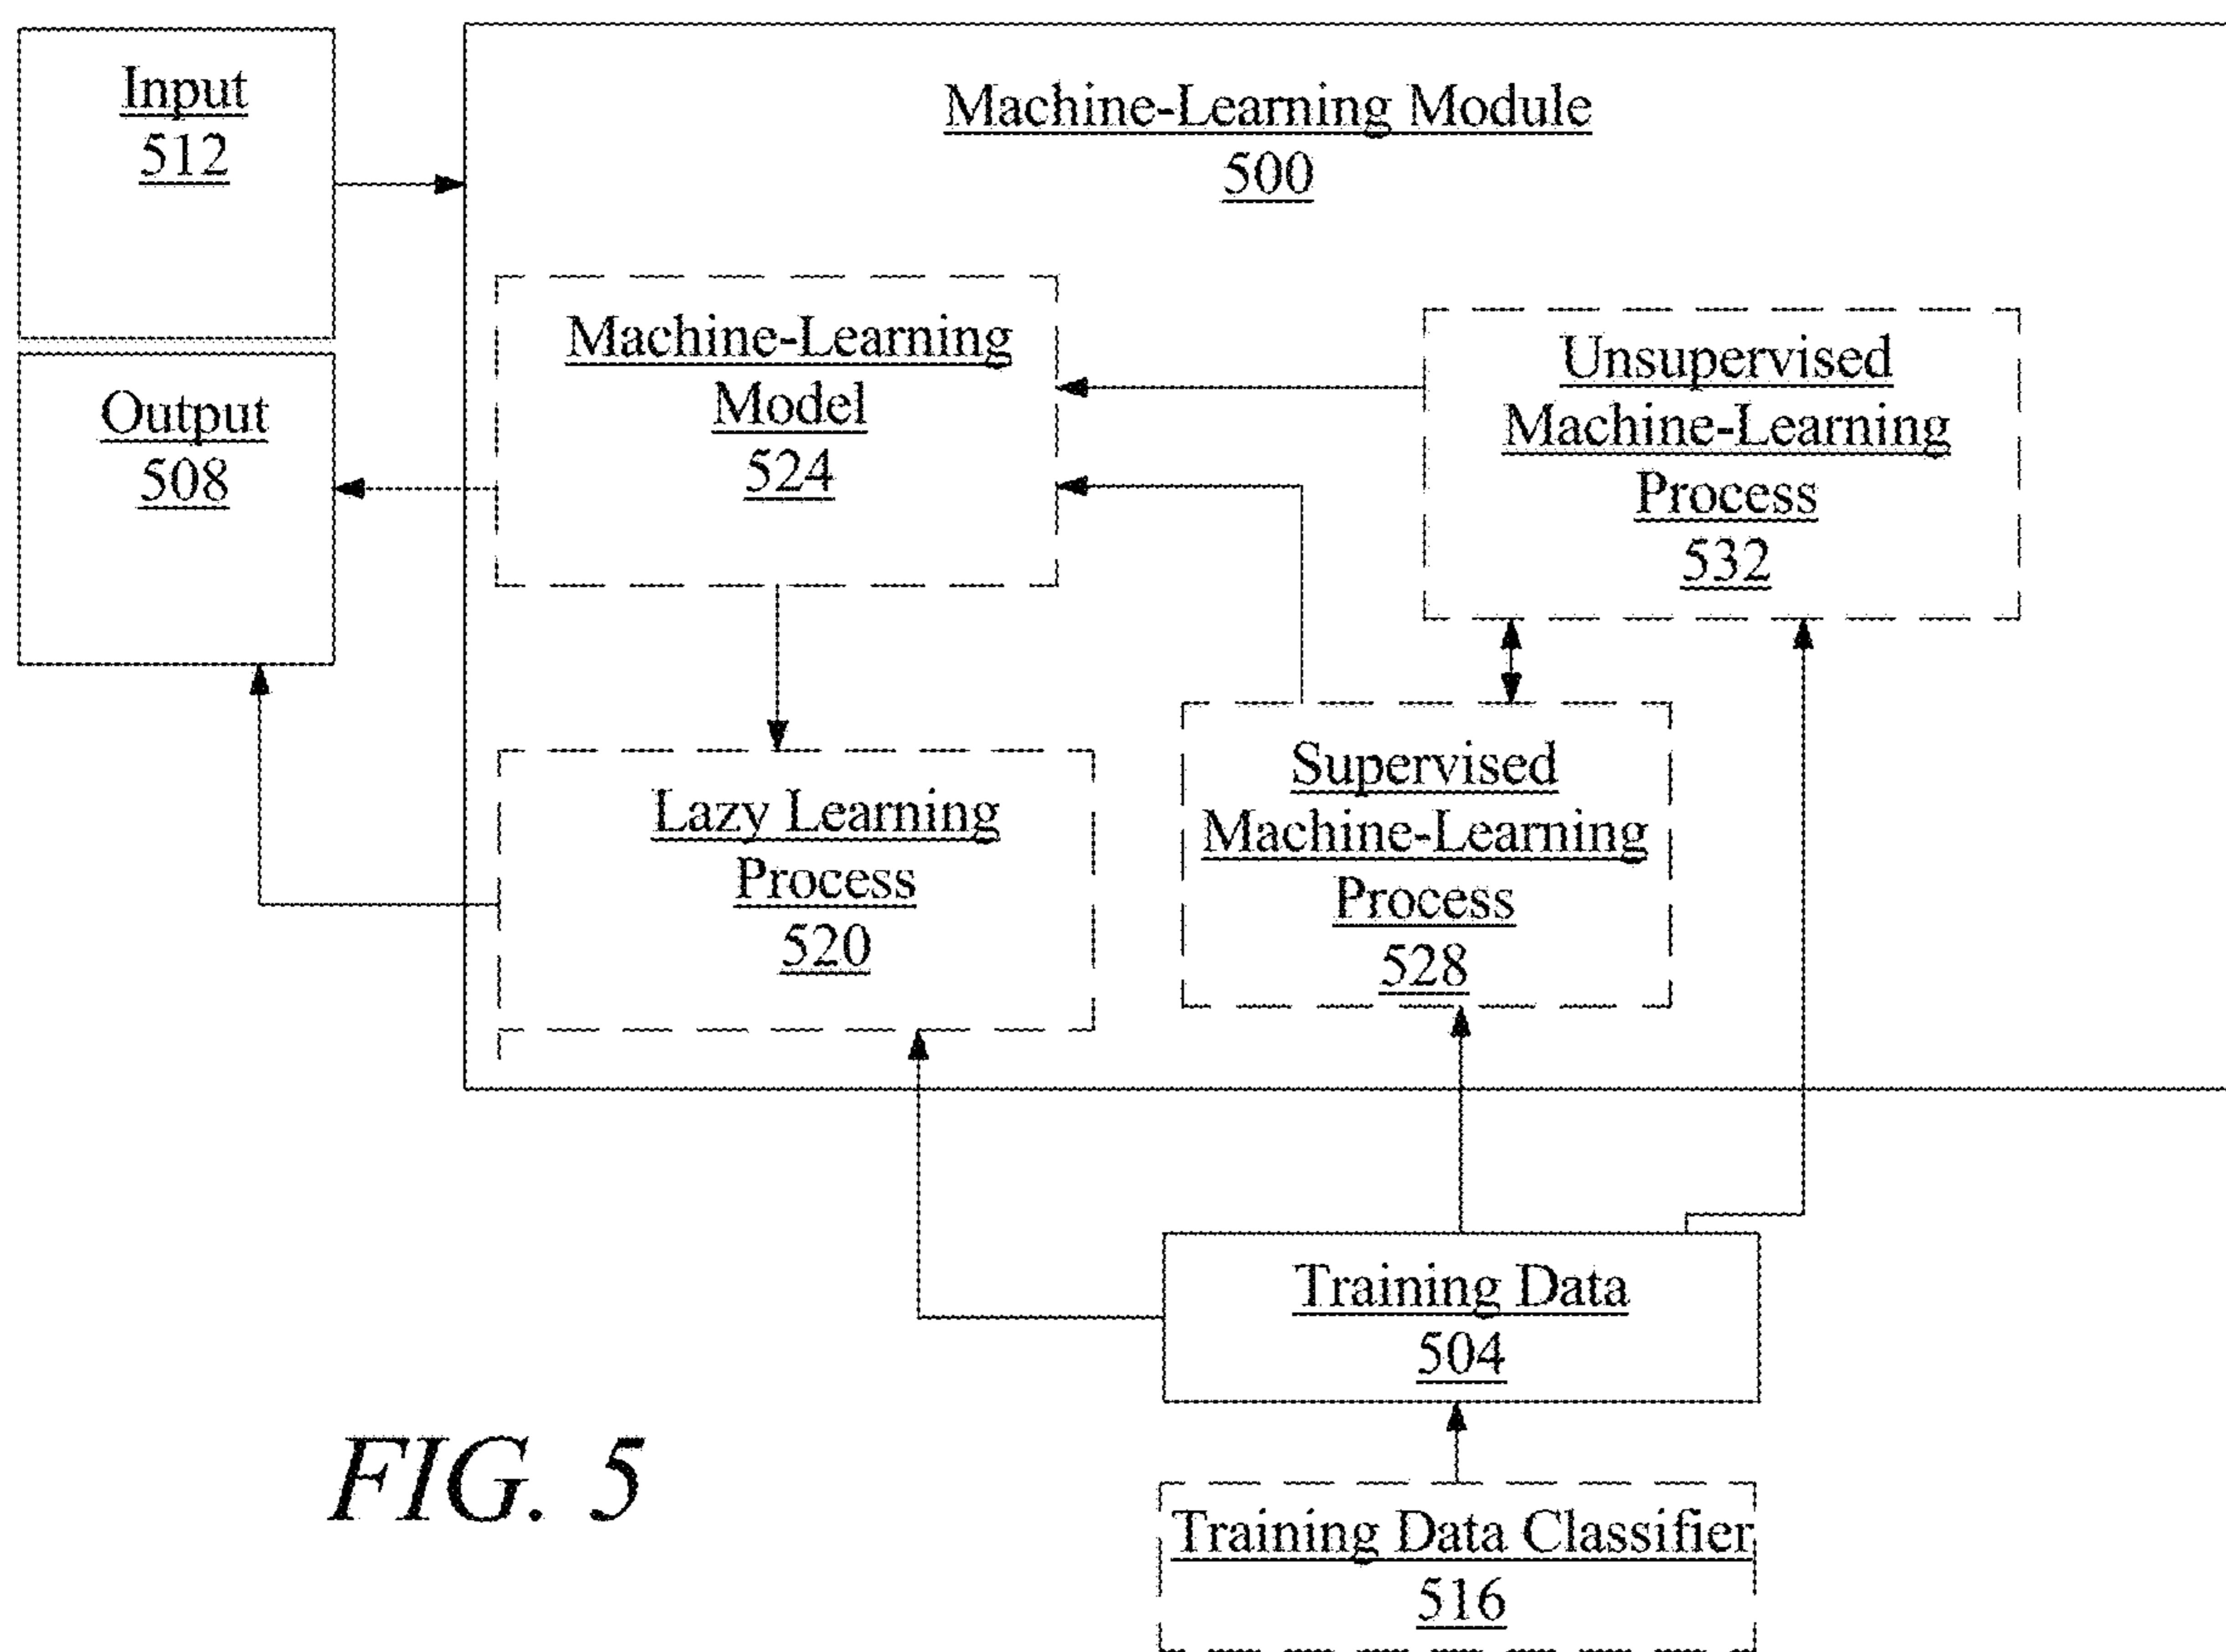 Input
512
Machine-Learning Module
500
Output
508
Machine-Learning
Model
524
Unsupervised
Machine-Learning
Process
532
Lazy Learning
Process
520
Supervised
Machine-Learning
Process
528
Training Data
504
Training Data Classifier
516
FIG. 5